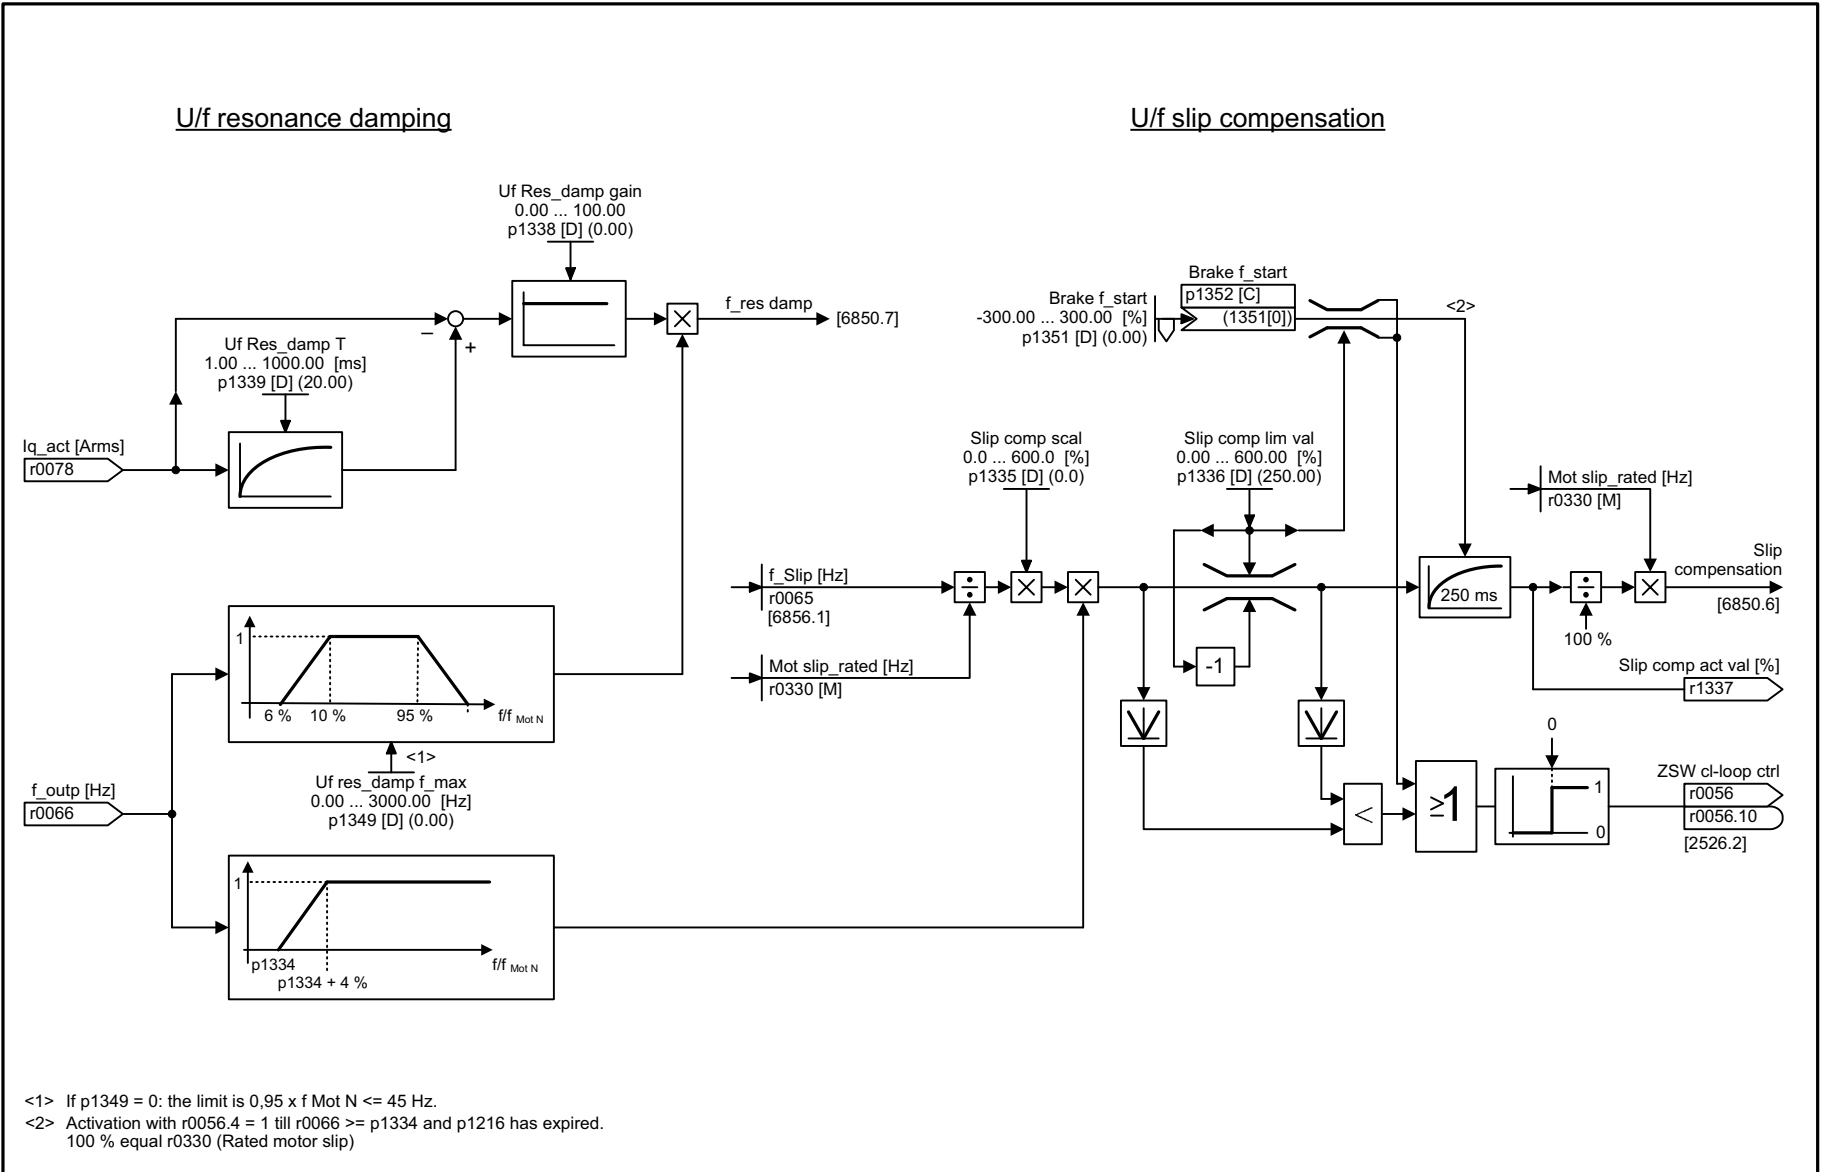 U/f resonance damping
U/f slip compensation
Uf Res_damp gain
0.00 ... 100.00
p1338 [D] (0.00)
f_res damp
[6850.7]
–
+
Uf Res_damp T
1.00 ... 1000.00 [ms]
p1339 [D] (20.00)
Iq_act [Arms]
r0078
Brake f_start
-300.00 ... 300.00 [%]
p1351 [D] (0.00)
Brake f_start
p1352 [C]
(1351[0])
<2>
Slip comp scal
0.0 ... 600.0 [%]
p1335 [D] (0.0)
Slip comp lim val
0.00 ... 600.00 [%]
p1336 [D] (250.00)
Mot slip_rated [Hz]
r0330 [M]
f_Slip [Hz]
r0065
[6856.1]
÷
×
×
250 ms
÷
×
Slip
compensation
[6850.6]
100 %
Mot slip_rated [Hz]
r0330 [M]
-1
Slip comp act val [%]
r1337
1
6 %
10 %
95 %
f/f Mot N
<1>
Uf res_damp f_max
0.00 ... 3000.00 [Hz]
p1349 [D] (0.00)
f_outp [Hz]
r0066
<
≥1
0
1
0
ZSW cl-loop ctrl
r0056
r0056.10
[2526.2]
1
p1334
p1334 + 4 %
f/f Mot N
<1> If p1349 = 0: the limit is 0,95 x f Mot N <= 45 Hz.
<2> Activation with r0056.4 = 1 till r0066 >= p1334 and p1216 has expired.
100 % equal r0330 (Rated motor slip)